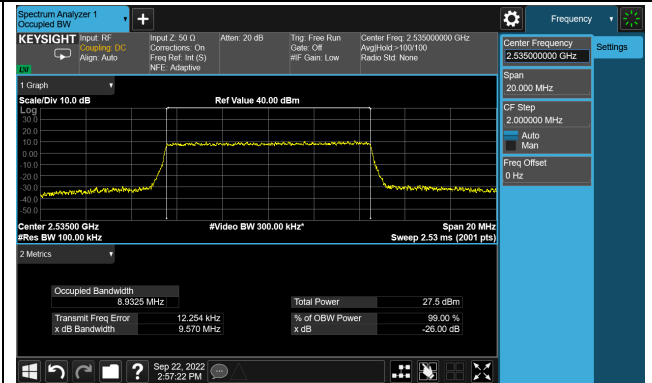 Spectrum Analyzer 1
Occupied BW
Frequency
KEYSIGHT
Input: RF
Coupling: DC
Align: Auto
Input Z: 50 Ω
Corrections: On
Freq Ref: Int (S)
NFE: Adaptive
Atten: 20 dB
Trig: Free Run
Gate: Off
#IF Gain: Low
Center Freq: 2.535000000 GHz
Avg|Hold:>100/100
Radio Std: None
LXI
Center Frequency
2.535000000 GHz
Settings
Span
20.000 MHz
CF Step
2.000000 MHz
Auto
Man
Freq Offset
0 Hz
1 Graph
Scale/Div 10.0 dB
Ref Value 40.00 dBm
Log
30.0
20.0
10.0
0.00
-10.0
-20.0
-30.0
-40.0
-50.0
Center 2.53500 GHz
#Video BW 300.00 kHz*
Span 20 MHz
#Res BW 100.00 kHz
Sweep 2.53 ms (2001 pts)
2 Metrics
Occupied Bandwidth
8.9325 MHz
Total Power
27.5 dBm
Transmit Freq Error
12.254 kHz
% of OBW Power
99.00 %
x dB Bandwidth
9.570 MHz
x dB
-26.00 dB
Sep 22, 2022
2:57:22 PM